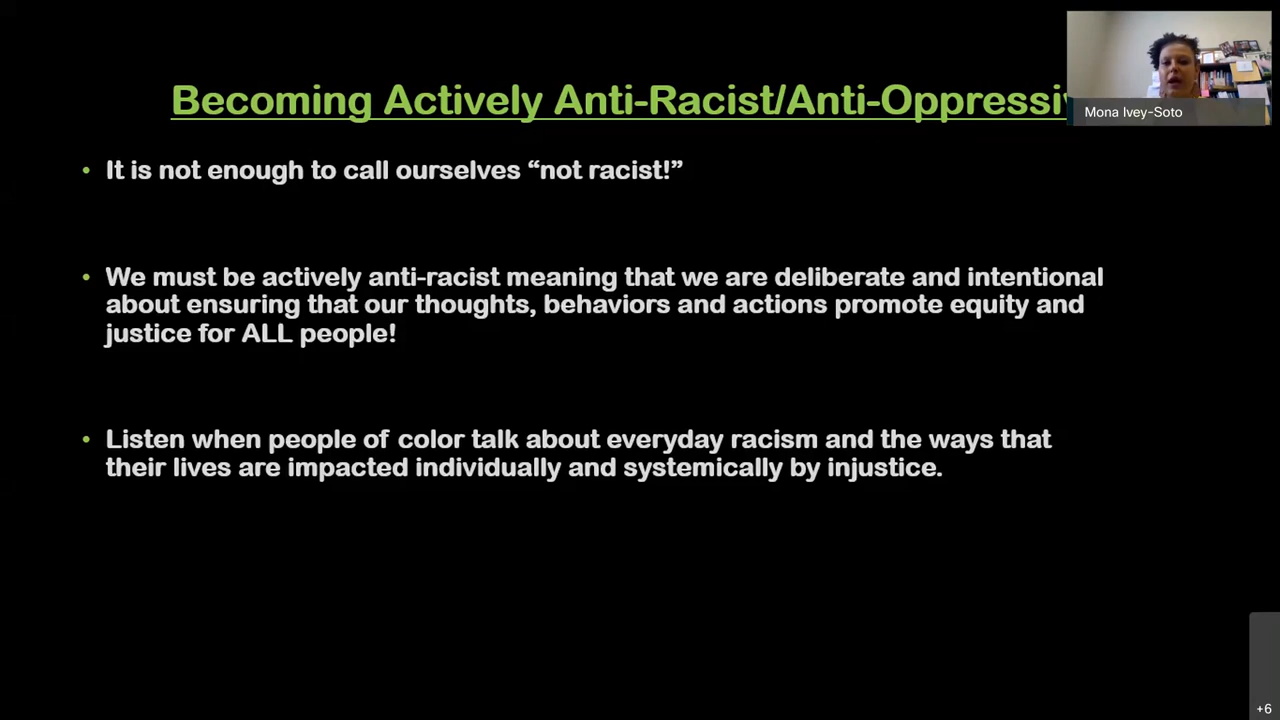 Becoming Actively Anti-Racist/Anti-Oppressi
Mona Ivey-Soto
• It is not enough to call ourselves “not racist!”
• We must be actively anti-racist meaning that we are deliberate and intentional
about ensuring that our thoughts, behaviors and actions promote equity and
justice for ALL people!
• Listen when people of color talk about everyday racism and the ways that
their lives are impacted individually and systemically by injustice.
+6